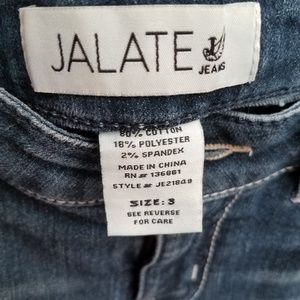 JALATE
JEANS
80% COTTON
18% POLYESTER
2% SPANDEX
MADE IN CHINA
RN# 136861
STYLE # JE21849
SIZE: 3
SEE REVERSE
FOR CARE